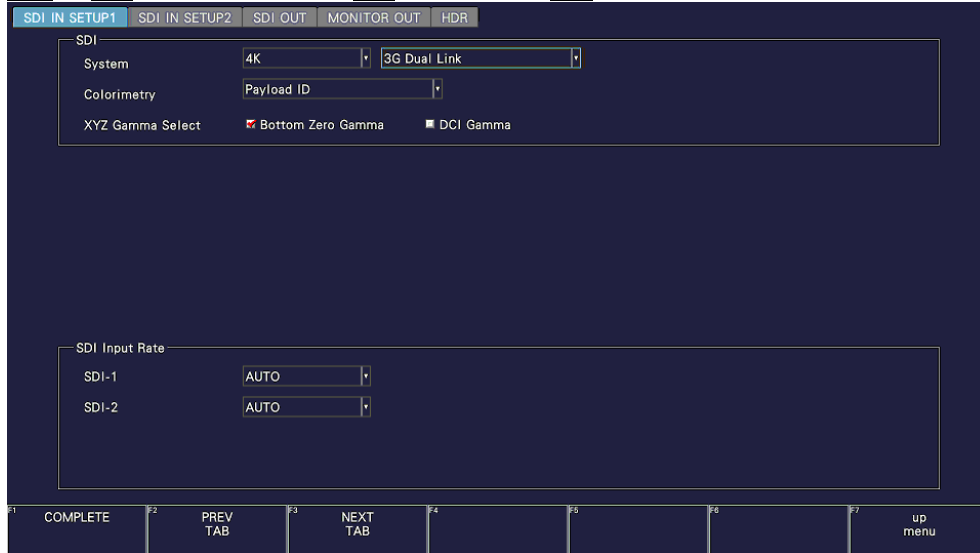 SDI IN SETUP1 SDI IN SETUP2 SDI OUT MONITOR OUT HDR
SDI
System 4K 3G Dual Link
Colorimetry Payload ID
XYZ Gamma Select Bottom Zero Gamma DCI Gamma
SDI Input Rate
SDI-1 AUTO
SDI-2 AUTO
F1 COMPLETE F2 PREV F3 NEXT F4 F5 F6 F7 up
TAB TAB menu